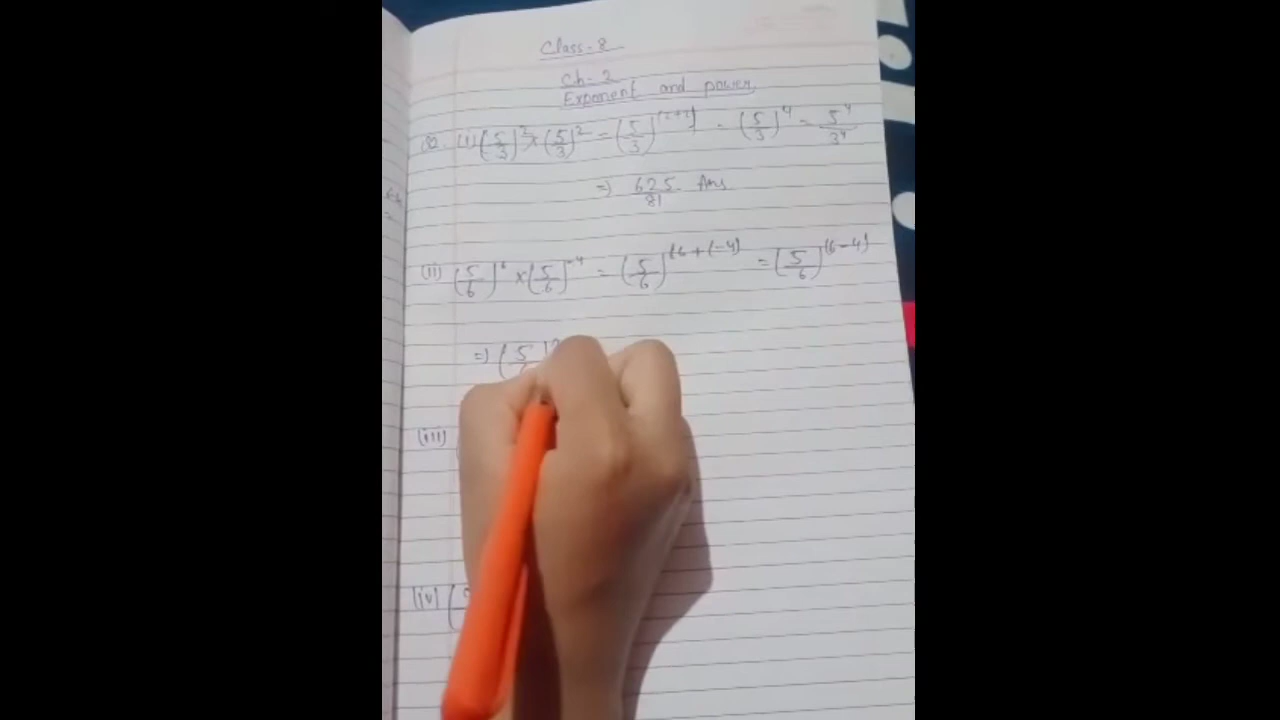 Class-8
Ch-2
Exponent and power
(i) (5/3)^2 × (5/3)^2 = (5/3)^(2+2) = (5/3)^4 = 5^4/3^4
=) 625/81 Ans
(ii) (5/6)^6 × (5/6)^-4 = (5/6)^(6+(-4) = (5/6)^(6-4)
=) (5
(iii)
(iv) (